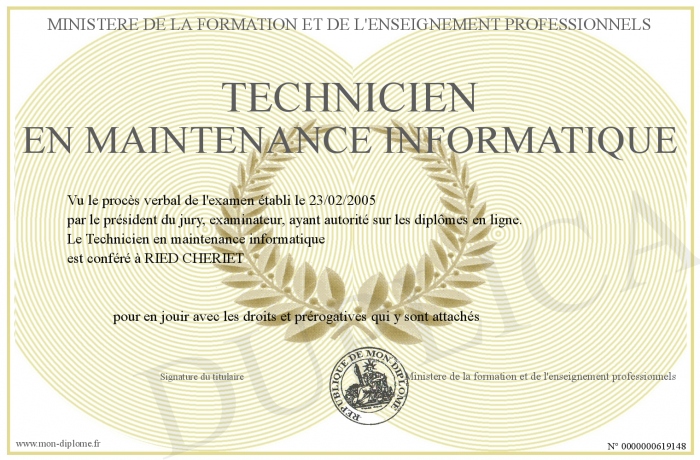 MINISTERE DE LA FORMATION ET DE L'ENSEIGNEMENT PROFESSIONNELS
TECHNICIEN
EN MAINTENANCE INFORMATIQUE
Vu le procès verbal de l'examen établi le 23/02/2005
par le président du jury, examinateur, ayant autorité sur les diplômes en ligne.
Le Technicien en maintenance informatique
est conféré à RIED CHERIET
pour en jouir avec les droits et prérogatives qui y sont attachés
Signature du titulaire
REPUBLIQUE DE MON-DIPLOME
Ministere de la formation et de l'enseignement professionnels
www.mon-diplome.fr
N° 0000000619148